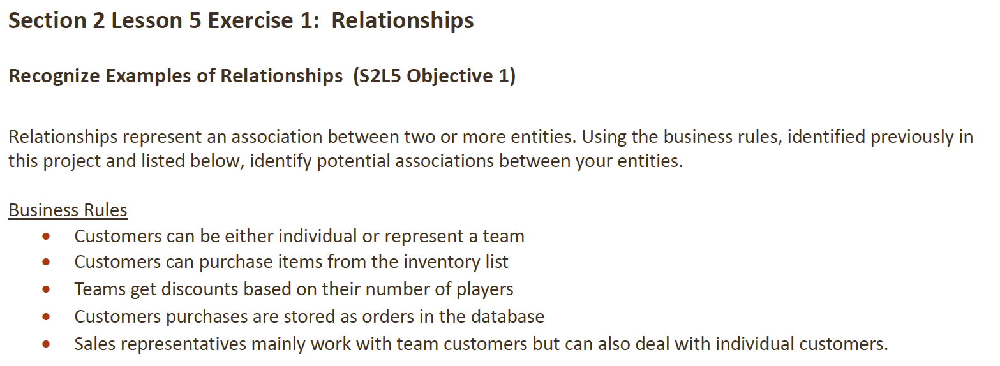 Section 2 Lesson 5 Exercise 1:  Relationships
Recognize Examples of Relationships  (S2L5 Objective 1)
Relationships represent an association between two or more entities. Using the business rules, identified previously in
this project and listed below, identify potential associations between your entities.
Business Rules
• Customers can be either individual or represent a team
• Customers can purchase items from the inventory list
• Teams get discounts based on their number of players
• Customers purchases are stored as orders in the database
• Sales representatives mainly work with team customers but can also deal with individual customers.